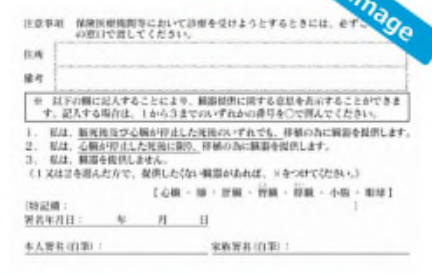 注意事項 保険医療機関等において診療を受けようとするときには、必ずこ
の窓口で渡してください。
image
住所
備考
※ 以下の欄に記入することにより、臓器提供に関する意思を表示することができま
す。記入する場合は、1から3までのいずれかの番号を○で囲んでください。
1. 私は、脳死後及び心臓が停止した死後のいずれでも、移植の為に臓器を提供します。
2. 私は、心臓が停止した死後に限り、移植の為に臓器を提供します。
3. 私は、臓器を提供しません。
(1又は2を選んだ方で、提供したくない臓器があれば、×をつけてください。)
【心臓・肺・肝臓・腎臓・膵臓・小腸・眼球】
(特記欄: )
署名年月日: 年 月 日
本人署名(自筆): 家族署名(自筆):